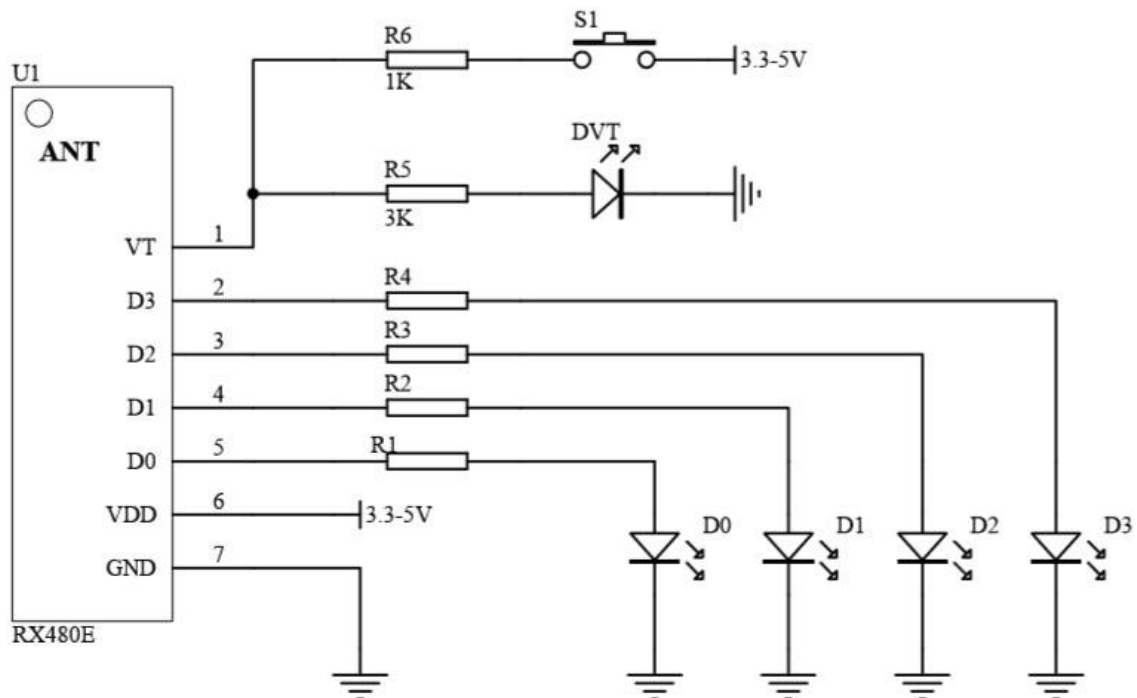 S1
R6
3.3-5V
1K
U1
ANT
DVT
R5
3K
VT 1
R4
D3 2
R3
D2 3
R2
D1 4
R1
D0 5
VDD 6 3.3-5V
D0 D1 D2 D3
GND 7
RX480E